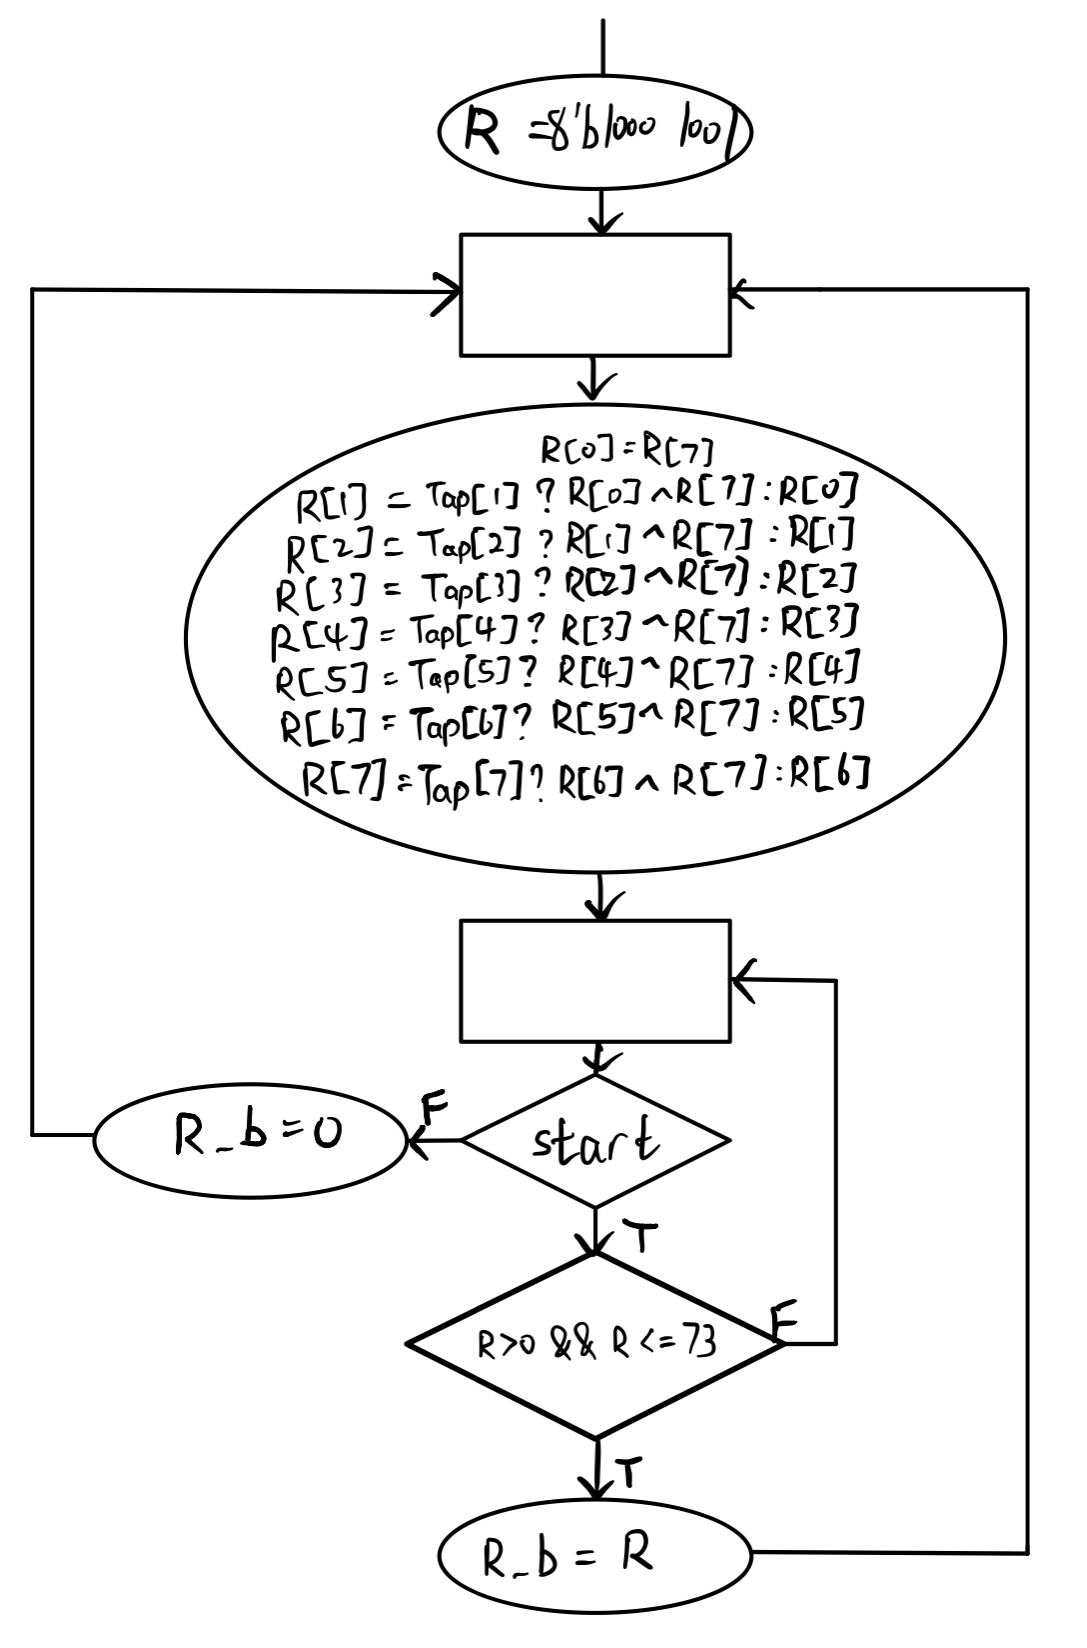 R =8'b1000 1001
R[0] = R[7]
R[1] = Tap[1] ? R[0] ^ R[7] : R[0]
R[2] = Tap[2] ? R[1] ^ R[7] : R[1]
R[3] = Tap[3] ? R[2] ^ R[7] : R[2]
R[4] = Tap[4] ? R[3] ^ R[7] : R[3]
R[5] = Tap[5] ? R[4] ^ R[7] : R[4]
R[6] = Tap[6] ? R[5] ^ R[7] : R[5]
R[7] = Tap[7] ? R[6] ^ R[7] : R[6]
F
R_b = 0
start
T
F
R>0 && R <= 73
T
R_b = R